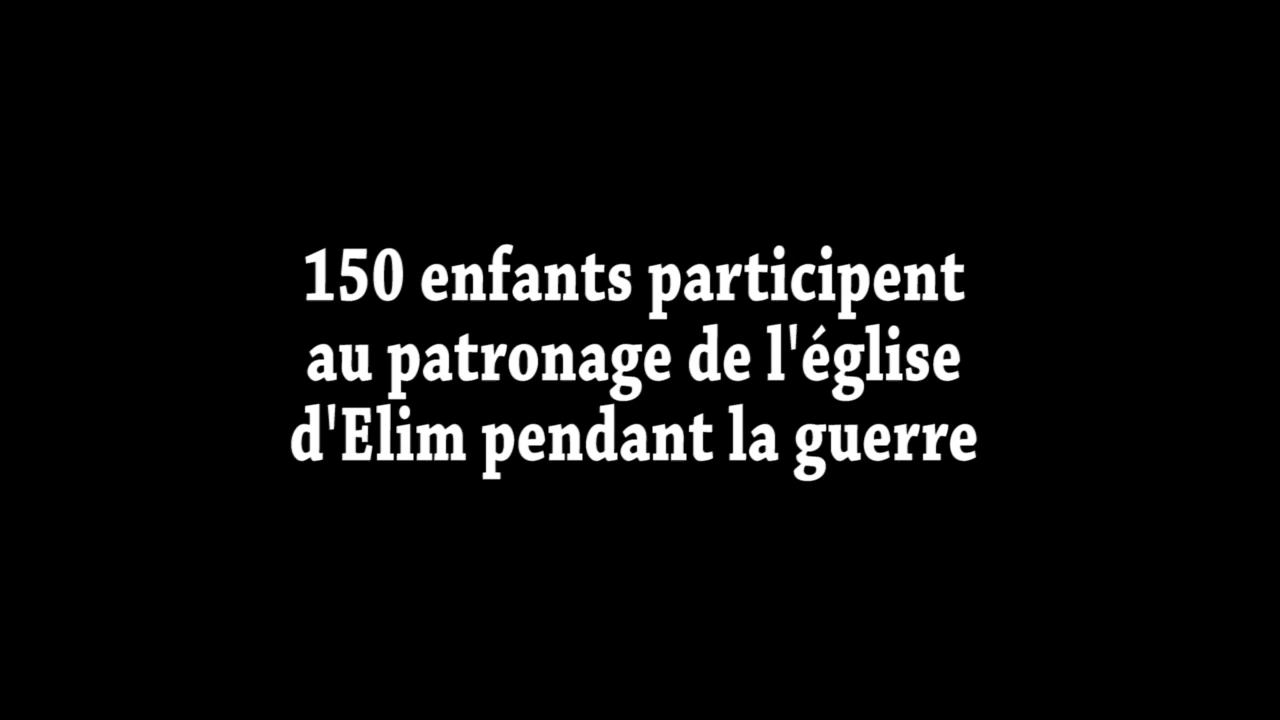 150 enfants participent
au patronage de l'église
d'Elim pendant la guerre